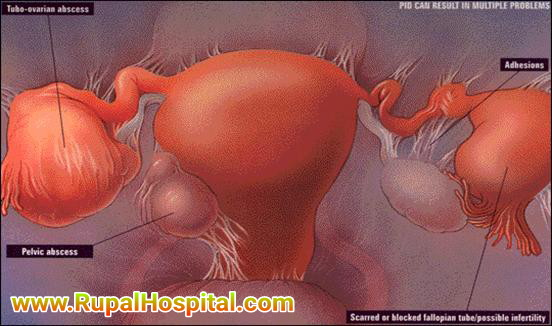 PID CAN RESULT IN MULTIPLE PROBLEMS
Tubo-ovarian abscess
Adhesions
Pelvic abscess
www.RupalHospital.com
Scarred or blocked fallopian tube/possible infertility